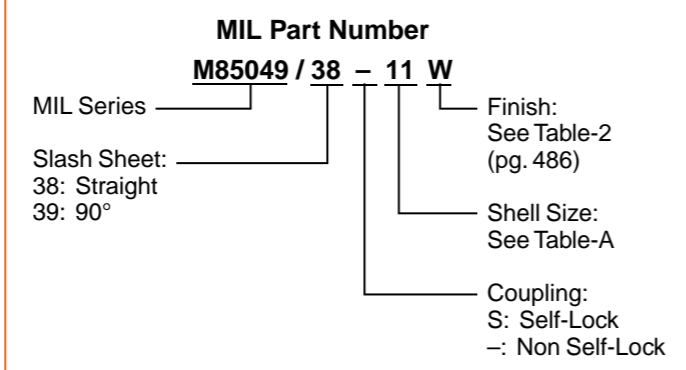 MIL Part Number
M85049 / 38 – 11 W
MIL Series
Slash Sheet:
38: Straight
39: 90°
Finish:
See Table-2
(pg. 486)
Shell Size:
See Table-A
Coupling:
S: Self-Lock
–: Non Self-Lock